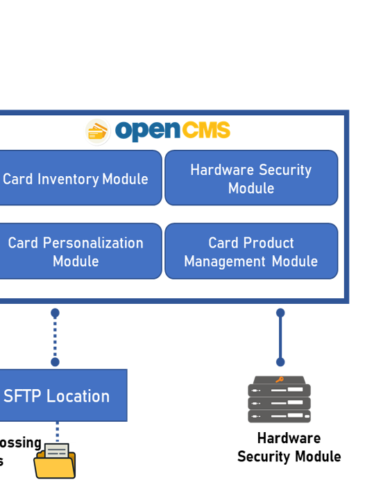 openCMS
Card Inventory Module
Hardware Security
Module
Card Personalization
Module
Card Product
Management Module
SFTP Location
Hardware
Security Module